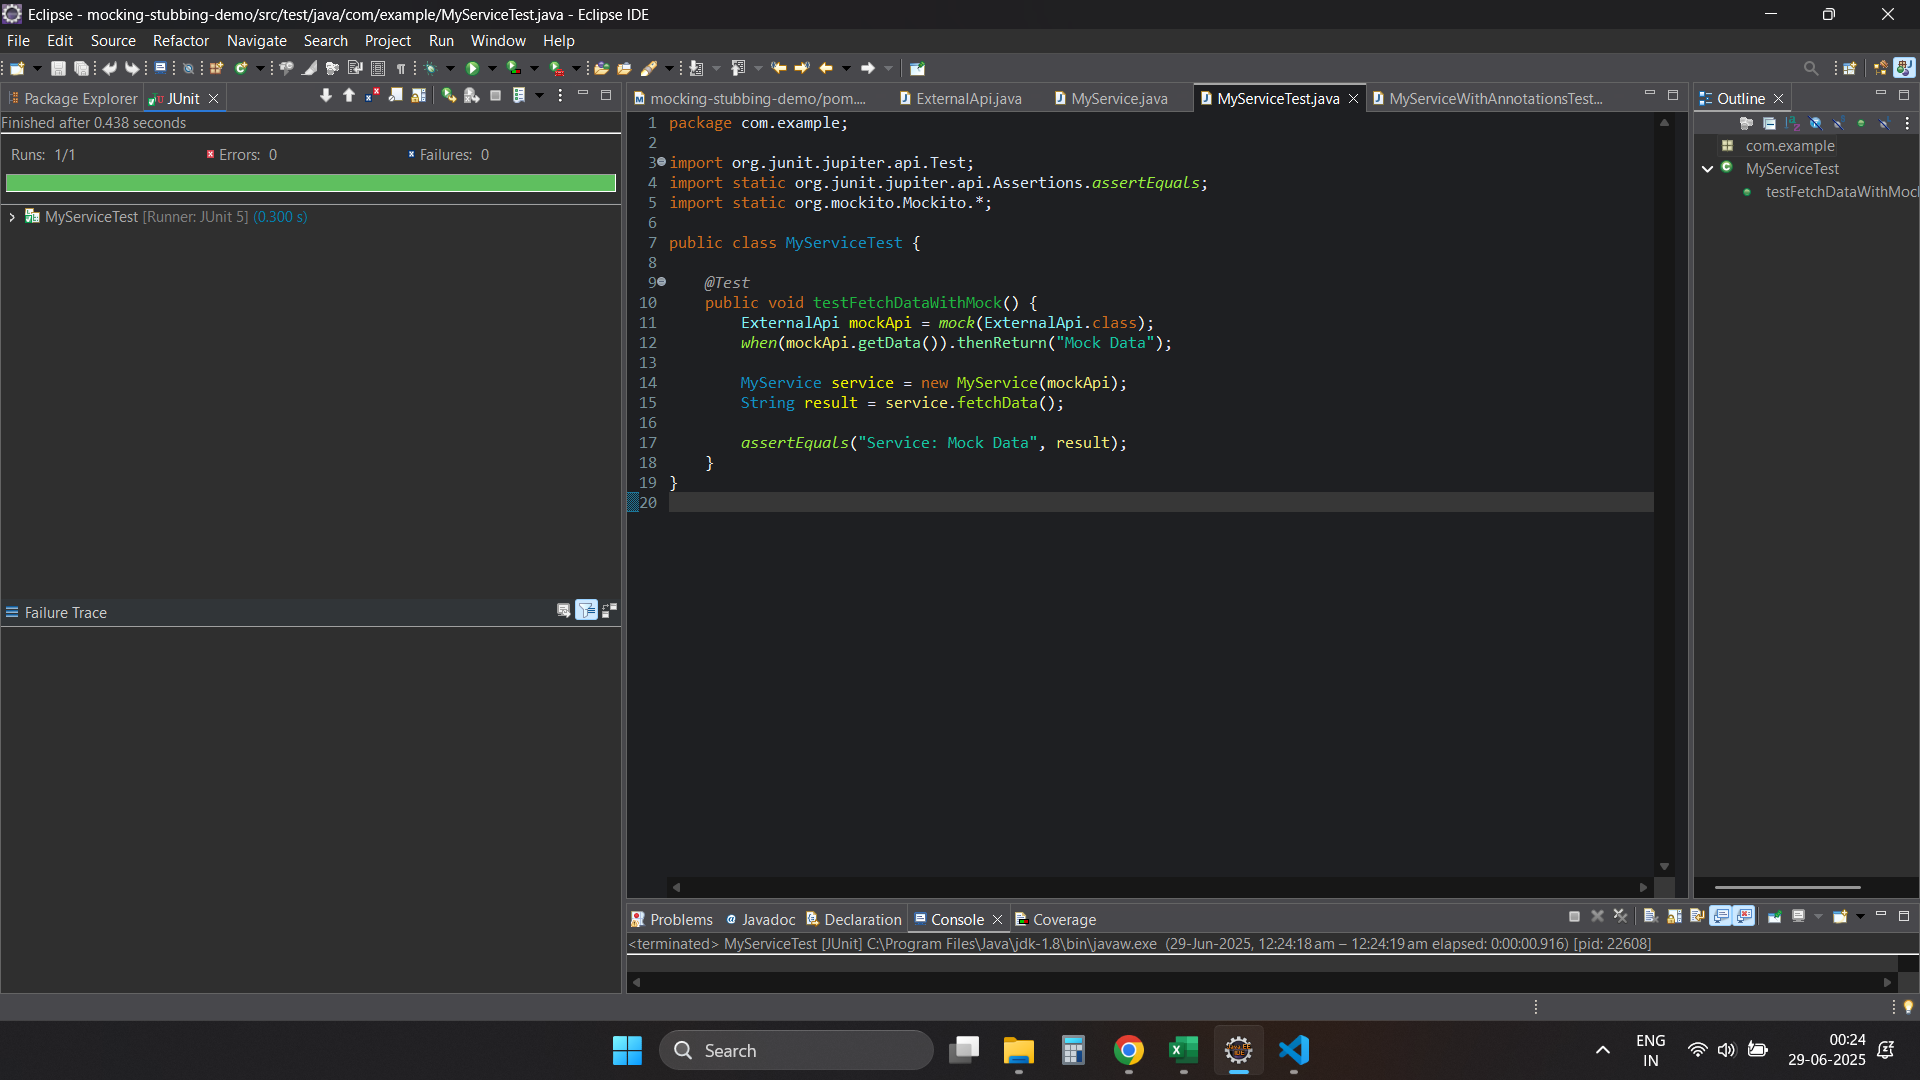 Eclipse - mocking-stubbing-demo/src/test/java/com/example/MyServiceTest.java - Eclipse IDE
File Edit Source Refactor Navigate Search Project Run Window Help
Package Explorer JUnit
Finished after 0.438 seconds
Runs: 1/1 Errors: 0 Failures: 0
MyServiceTest [Runner: JUnit 5] (0.300 s)
Failure Trace
mocking-stubbing-demo/pom.... ExternalApi.java MyService.java MyServiceTest.java MyServiceWithAnnotationsTest...
1 package com.example;
2
3 import org.junit.jupiter.api.Test;
4 import static org.junit.jupiter.api.Assertions.assertEquals;
5 import static org.mockito.Mockito.*;
6
7 public class MyServiceTest {
8
9 @Test
10 public void testFetchDataWithMock() {
11 ExternalApi mockApi = mock(ExternalApi.class);
12 when(mockApi.getData()).thenReturn("Mock Data");
13
14 MyService service = new MyService(mockApi);
15 String result = service.fetchData();
16
17 assertEquals("Service: Mock Data", result);
18 }
19 }
20
Outline
com.example
MyServiceTest
testFetchDataWithMoc
Problems Javadoc Declaration Console Coverage
<terminated> MyServiceTest [JUnit] C:\Program Files\Java\jdk-1.8\bin\javaw.exe (29-Jun-2025, 12:24:18 am – 12:24:19 am elapsed: 0:00:00.916) [pid: 22608]
Search
ENG
IN
00:24
29-06-2025